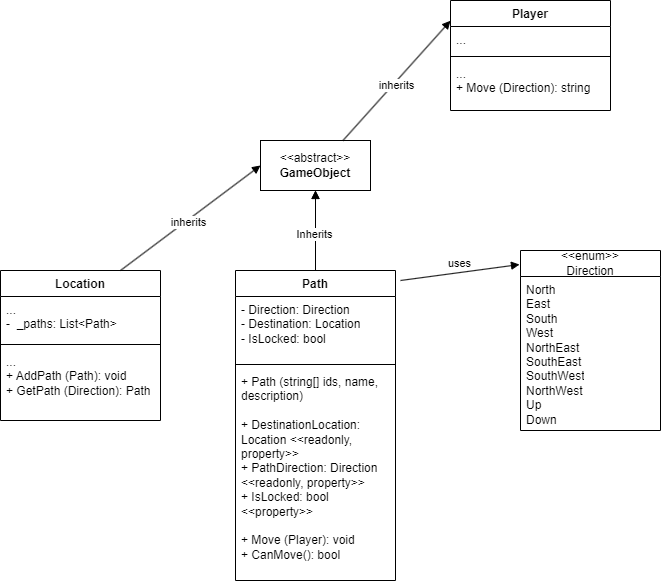 Player
...
...
+ Move (Direction): string
inherits
<<abstract>>
GameObject
inherits
Inherits
uses
Location
...
-  _paths: List<Path>
...
+ AddPath (Path): void
+ GetPath (Direction): Path
Path
- Direction: Direction
- Destination: Location
- IsLocked: bool
+ Path (string[] ids, name,
description)
+ DestinationLocation:
Location <<readonly,
property>>
+ PathDirection: Direction
<<readonly, property>>
+ IsLocked: bool
<<property>>
+ Move (Player): void
+ CanMove(): bool
<<enum>>
Direction
North
East
South
West
NorthEast
SouthEast
SouthWest
NorthWest
Up
Down